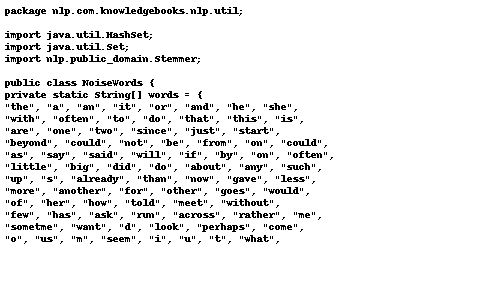 package nlp.com.knowledgebooks.nlp.util;
import java.util.HashSet;
import java.util.Set;
import nlp.public_domain.Stemmer;
public class NoiseWords {
private static String[] words = {
"the", "a", "an", "it", "or", "and", "he", "she",
"with", "often", "to", "do", "that", "this", "is",
"are", "one", "two", "since", "just", "start",
"beyond", "could", "not", "be", "from", "on", "could",
"as", "say", "said", "will", "if", "by", "on", "often",
"little", "big", "did", "do", "about", "any", "such",
"up", "s", "already", "than", "now", "gave", "less",
"more", "another", "for", "other", "goes", "would",
"of", "her", "how", "told", "meet", "without",
"few", "has", "ask", "run", "across", "rather", "me",
"sometme", "want", "d", "look", "perhaps", "come",
"o", "us", "m", "seem", "i", "u", "t", "what",